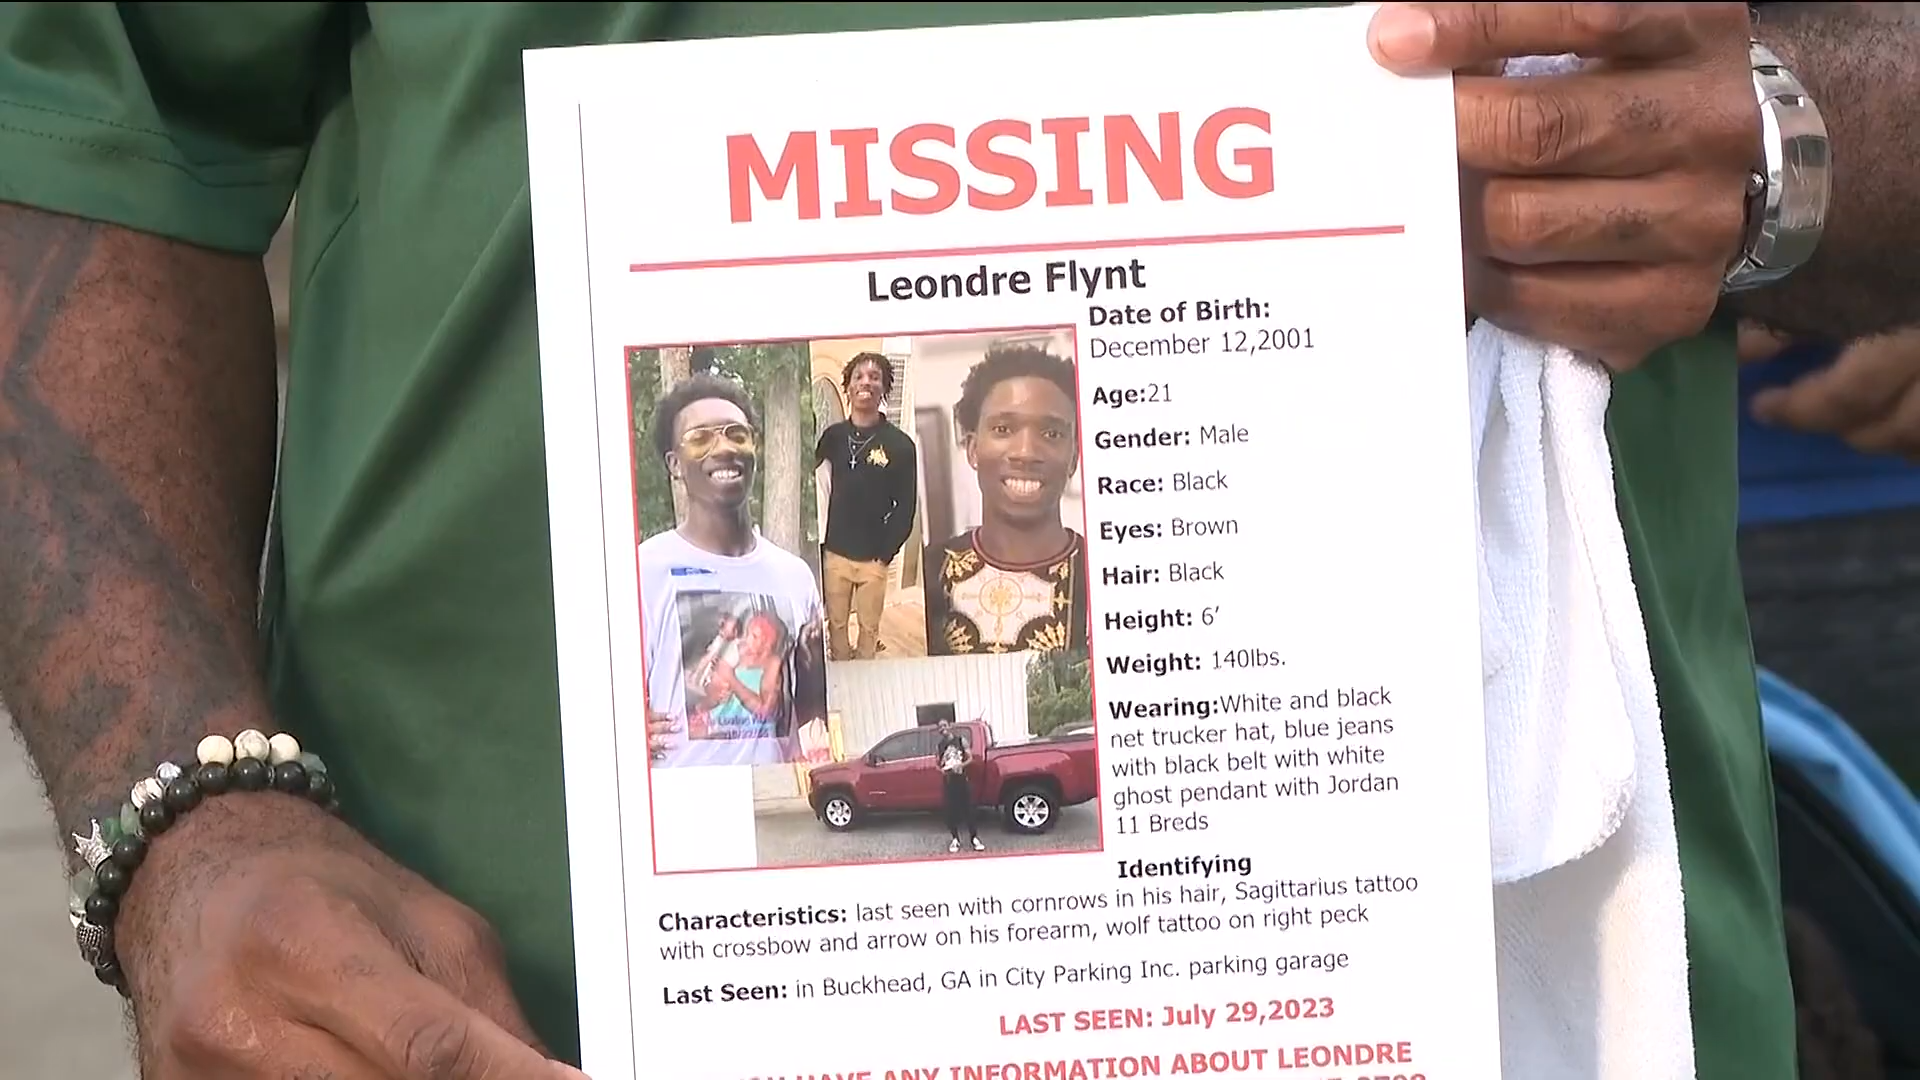 MISSING
Leondre Flynt
Date of Birth:
December 12,2001
Age:21
Gender: Male
Race: Black
Eyes: Brown
Hair: Black
Height: 6'
Weight: 140lbs.
Wearing:White and black
net trucker hat, blue jeans
with black belt with white
ghost pendant with Jordan
11 Breds
Identifying
Characteristics: last seen with cornrows in his hair, Sagittarius tattoo
with crossbow and arrow on his forearm, wolf tattoo on right peck
Last Seen: in Buckhead, GA in City Parking Inc. parking garage
LAST SEEN: July 29,2023
HAVE ANY INFORMATION ABOUT LEONDRE